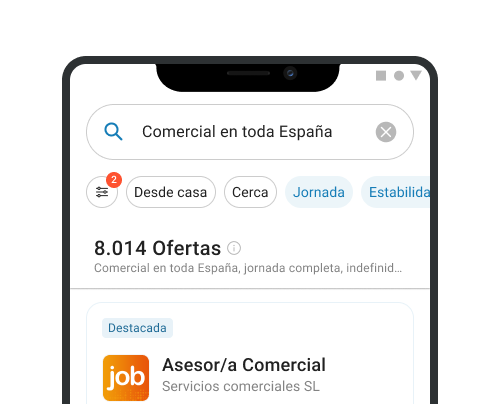 Comercial en toda España
2
Desde casa Cerca Jornada Estabilida
8.014 Ofertas
Comercial en toda España, jornada completa, indefinid...
Destacada
job
Asesor/a Comercial
Servicios comerciales SL